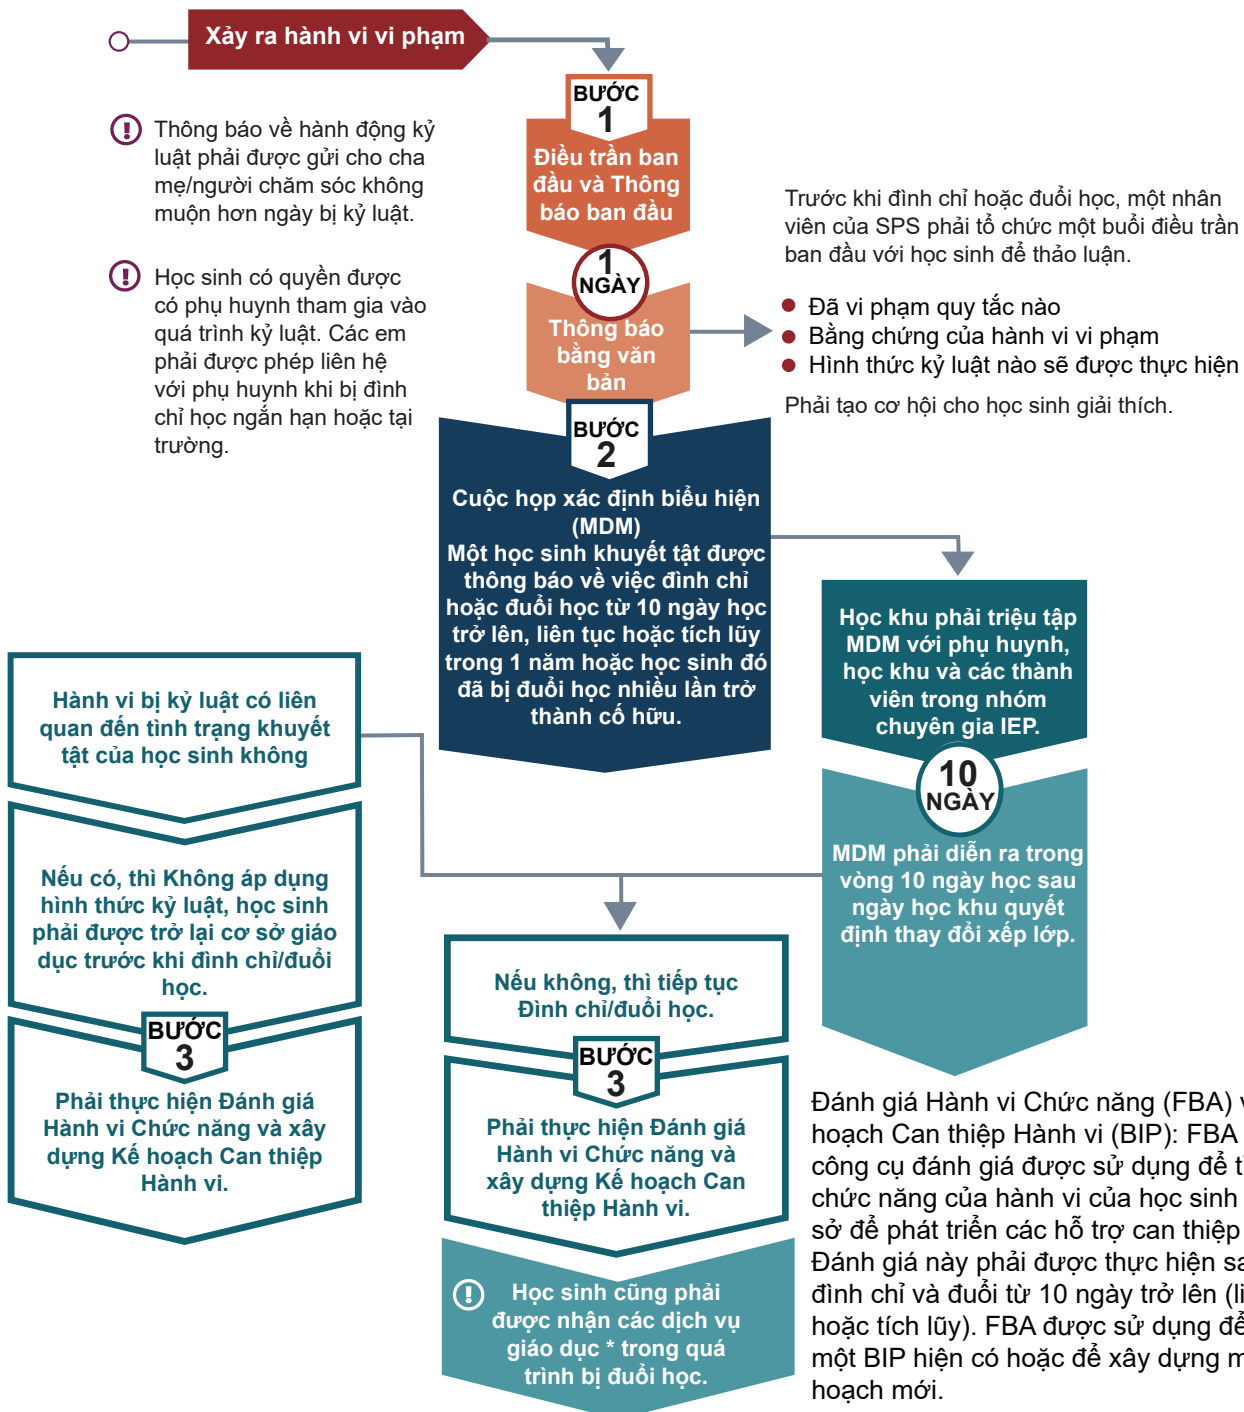 Xảy ra hành vi vi phạm
Thông báo về hành động kỷ
luật phải được gửi cho cha
mẹ/người chăm sóc không
muộn hơn ngày bị kỷ luật.
Học sinh có quyền được
có phụ huynh tham gia vào
quá trình kỷ luật. Các em
phải được phép liên hệ
với phụ huynh khi bị đình
chỉ học ngắn hạn hoặc tại
trường.
BƯỚC
1
Điều trần ban
đầu và Thông
báo ban đầu
1
NGÀY
Thông báo
bằng văn
bản
Trước khi đình chỉ hoặc đuổi học, một nhân
viên của SPS phải tổ chức một buổi điều trần
ban đầu với học sinh để thảo luận.
Đã vi phạm quy tắc nào
Bằng chứng của hành vi vi phạm
Hình thức kỷ luật nào sẽ được thực hiện
Phải tạo cơ hội cho học sinh giải thích.
BƯỚC
2
Cuộc họp xác định biểu hiện
(MDM)
Một học sinh khuyết tật được
thông báo về việc đình chỉ
hoặc đuổi học từ 10 ngày học
trở lên, liên tục hoặc tích lũy
trong 1 năm hoặc học sinh đó
đã bị đuổi học nhiều lần trở
thành cố hữu.
Học khu phải triệu tập
MDM với phụ huynh,
học khu và các thành
viên trong nhóm
chuyên gia IEP.
10
NGÀY
MDM phải diễn ra trong
vòng 10 ngày học sau
ngày học khu quyết
định thay đổi xếp lớp.
Hành vi bị kỷ luật có liên
quan đến tình trạng khuyết
tật của học sinh không
Nếu có, thì Không áp dụng
hình thức kỷ luật, học sinh
phải được trở lại cơ sở giáo
dục trước khi đình chỉ/đuổi
học.
BƯỚC
3
Phải thực hiện Đánh giá
Hành vi Chức năng và xây
dựng Kế hoạch Can thiệp
Hành vi.
Nếu không, thì tiếp tục
Đình chỉ/đuổi học.
BƯỚC
3
Phải thực hiện Đánh giá
Hành vi Chức năng và
xây dựng Kế hoạch Can
thiệp Hành vi.
Học sinh cũng phải
được nhận các dịch vụ
giáo dục * trong quá
trình bị đuổi học.
Đánh giá Hành vi Chức năng (FBA)
hoạch Can thiệp Hành vi (BIP): FBA
công cụ đánh giá được sử dụng để
chức năng của hành vi của học sinh
sở để phát triển các hỗ trợ can thiệp
Đánh giá này phải được thực hiện
đình chỉ và đuổi từ 10 ngày trở lên
hoặc tích lũy). FBA được sử dụng để
một BIP hiện có hoặc để xây dựng
hoạch mới.